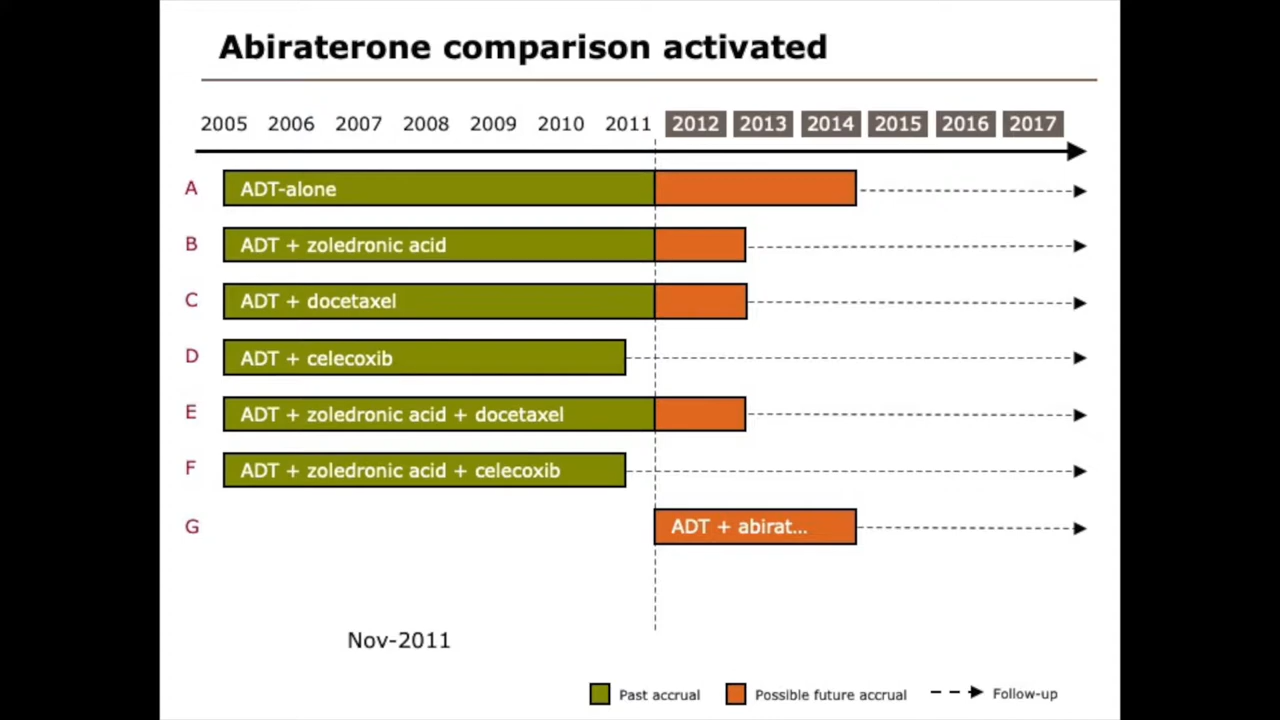 Abiraterone comparison activated
2005 2006 2007 2008 2009 2010 2011 2012 2013 2014 2015 2016 2017
A ADT-alone
B ADT + zoledronic acid
C ADT + docetaxel
D ADT + celecoxib
E ADT + zoledronic acid + docetaxel
F ADT + zoledronic acid + celecoxib
G ADT + abirat...
Nov-2011
Past accrual Possible future accrual Follow-up